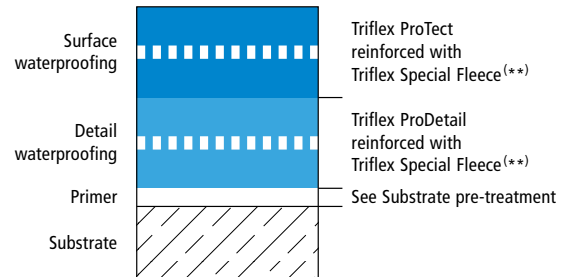 Surface
waterproofing
Triflex ProTect
reinforced with
Triflex Special Fleece(**)
Detail
waterproofing
Triflex ProDetail
reinforced with
Triflex Special Fleece(**)
Primer
See Substrate pre-treatment
Substrate